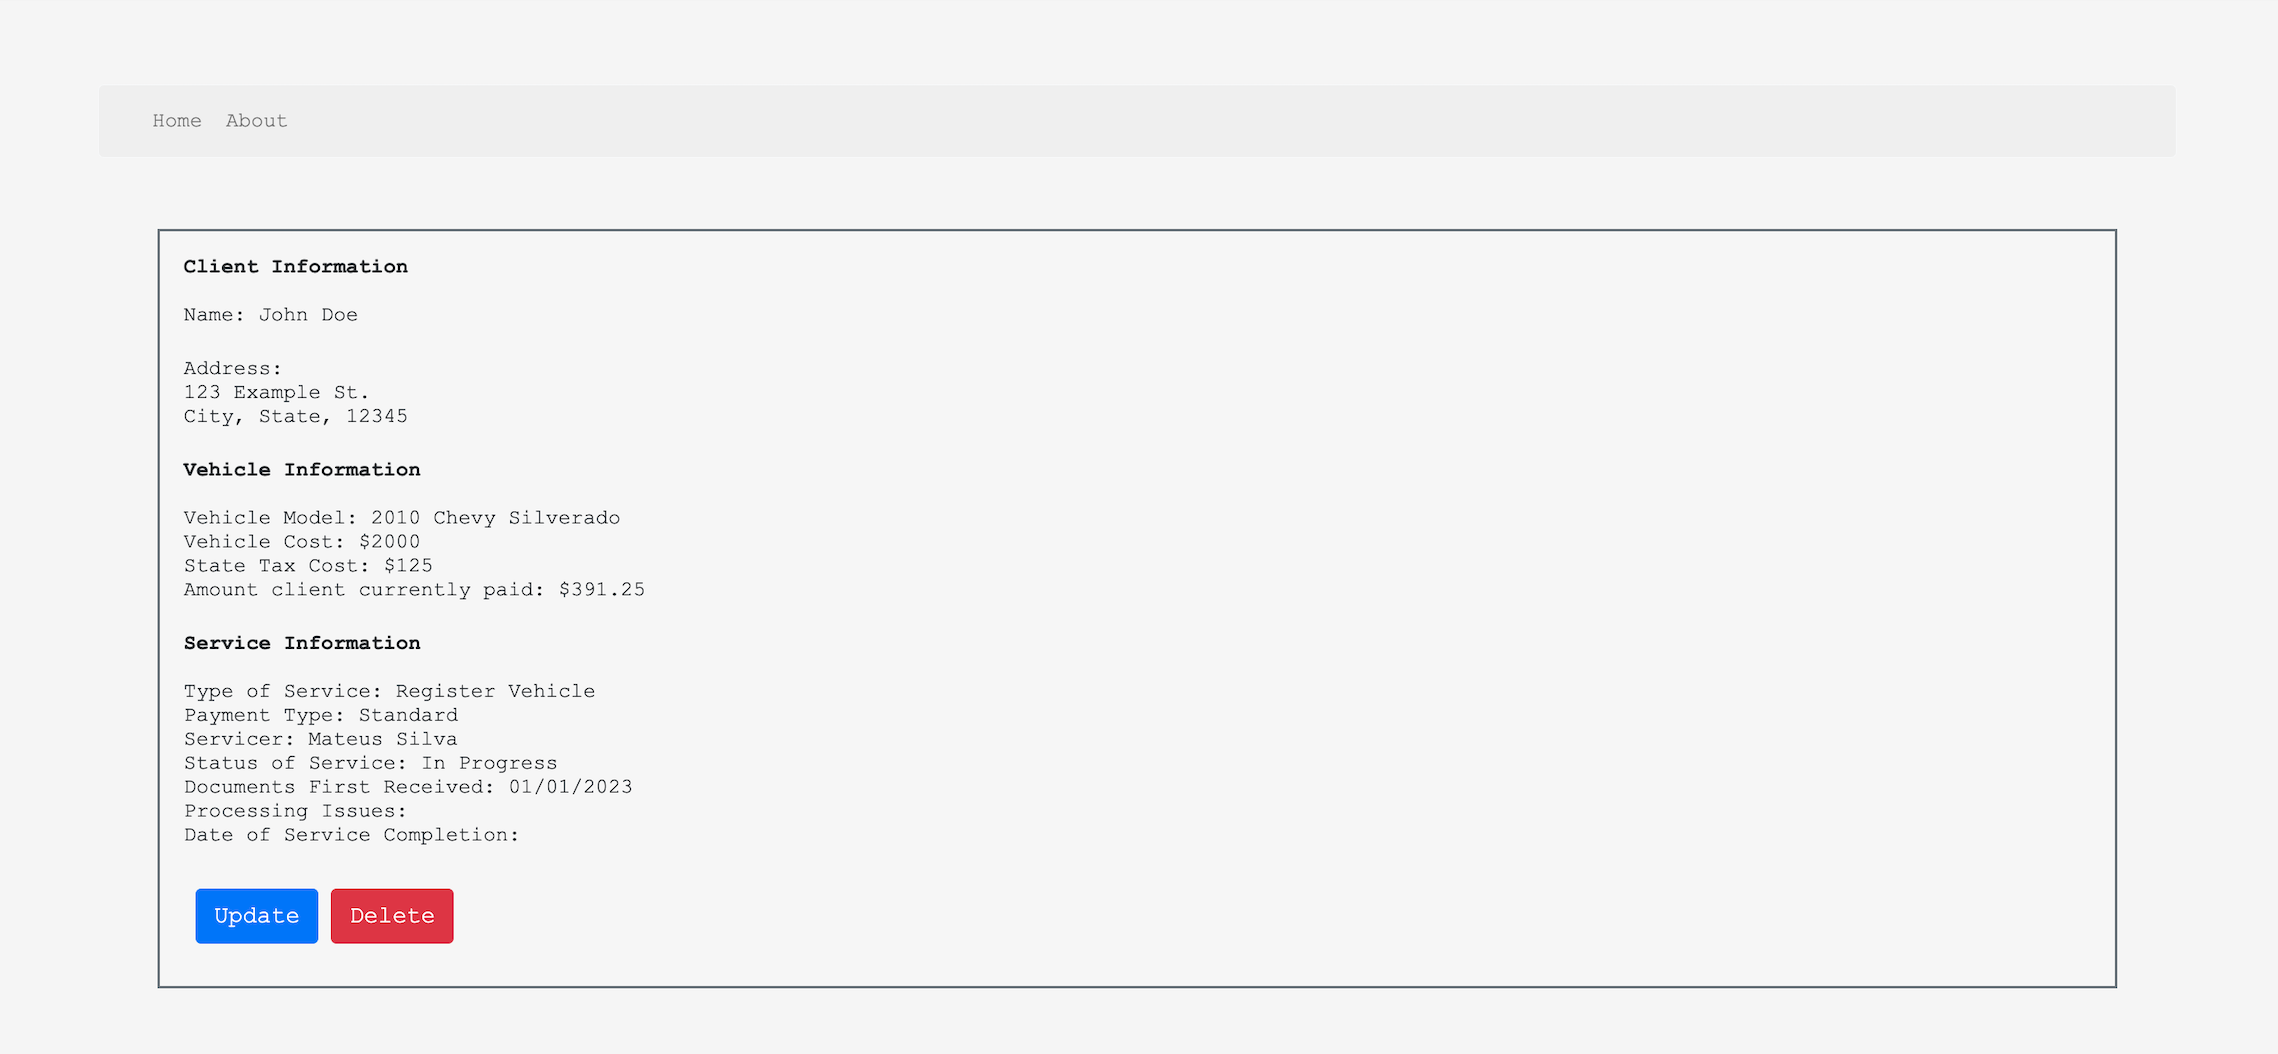 Home About
Client Information
Name: John Doe
Address:
123 Example St.
City, State, 12345
Vehicle Information
Vehicle Model: 2010 Chevy Silverado
Vehicle Cost: $2000
State Tax Cost: $125
Amount client currently paid: $391.25
Service Information
Type of Service: Register Vehicle
Payment Type: Standard
Servicer: Mateus Silva
Status of Service: In Progress
Documents First Received: 01/01/2023
Processing Issues:
Date of Service Completion:
Update Delete